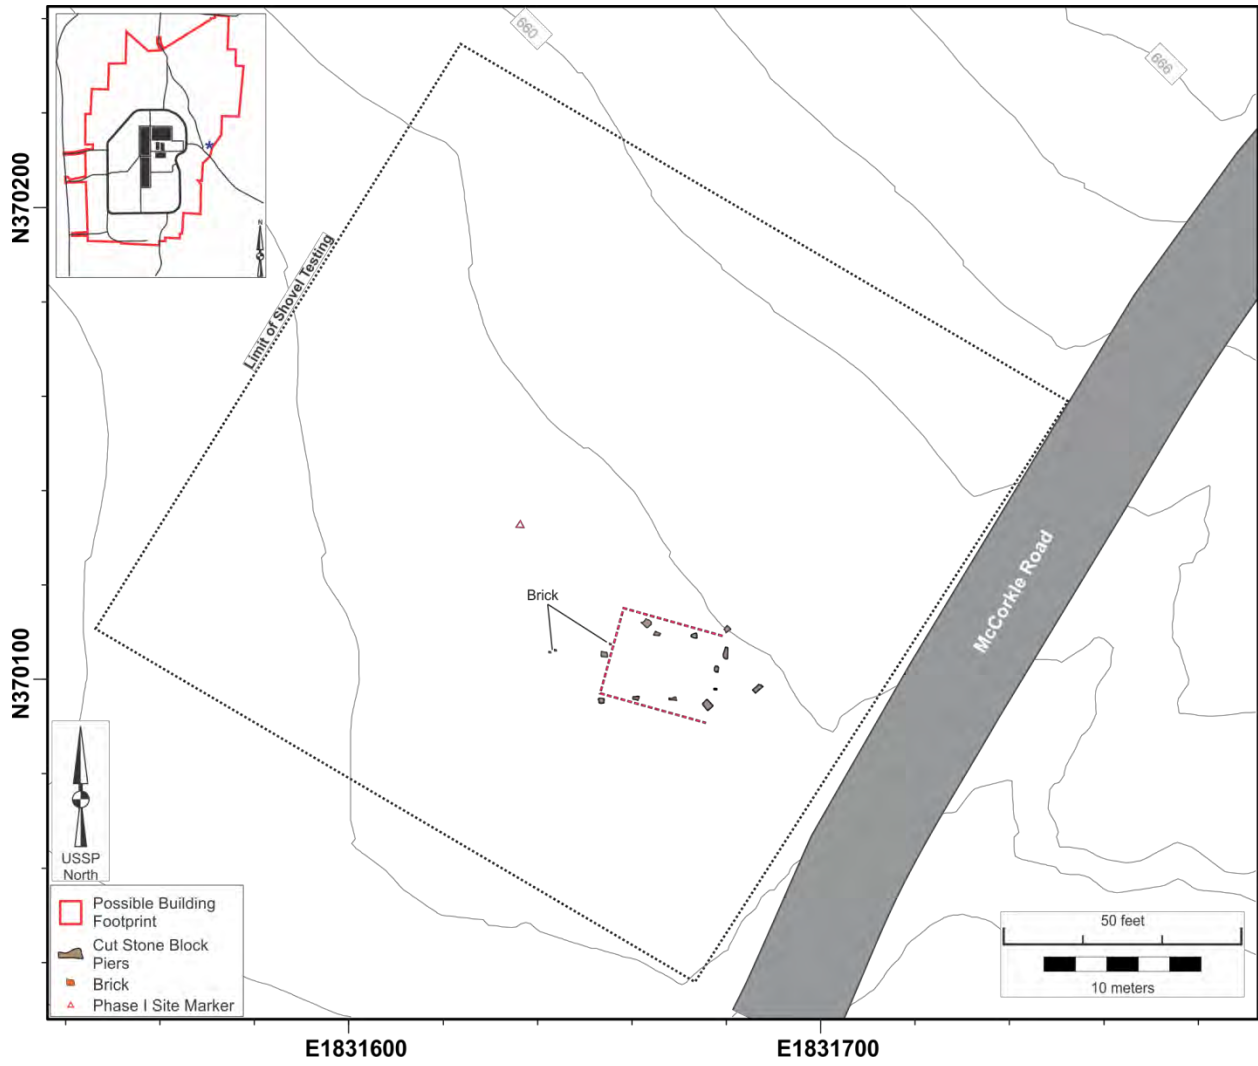 660
666
N
N370200
Limit of Shovel Testing
McCorkle Road
Brick
N370100
USSP
North
Possible Building
Footprint
Cut Stone Block
Piers
Brick
Phase I Site Marker
50 feet
10 meters
E1831600
E1831700